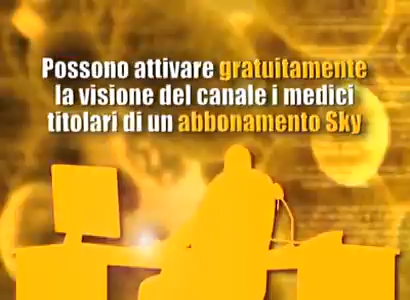 Possono attivare gratuitamente
la visione del canale i medici
titolari di un abbonamento Sky